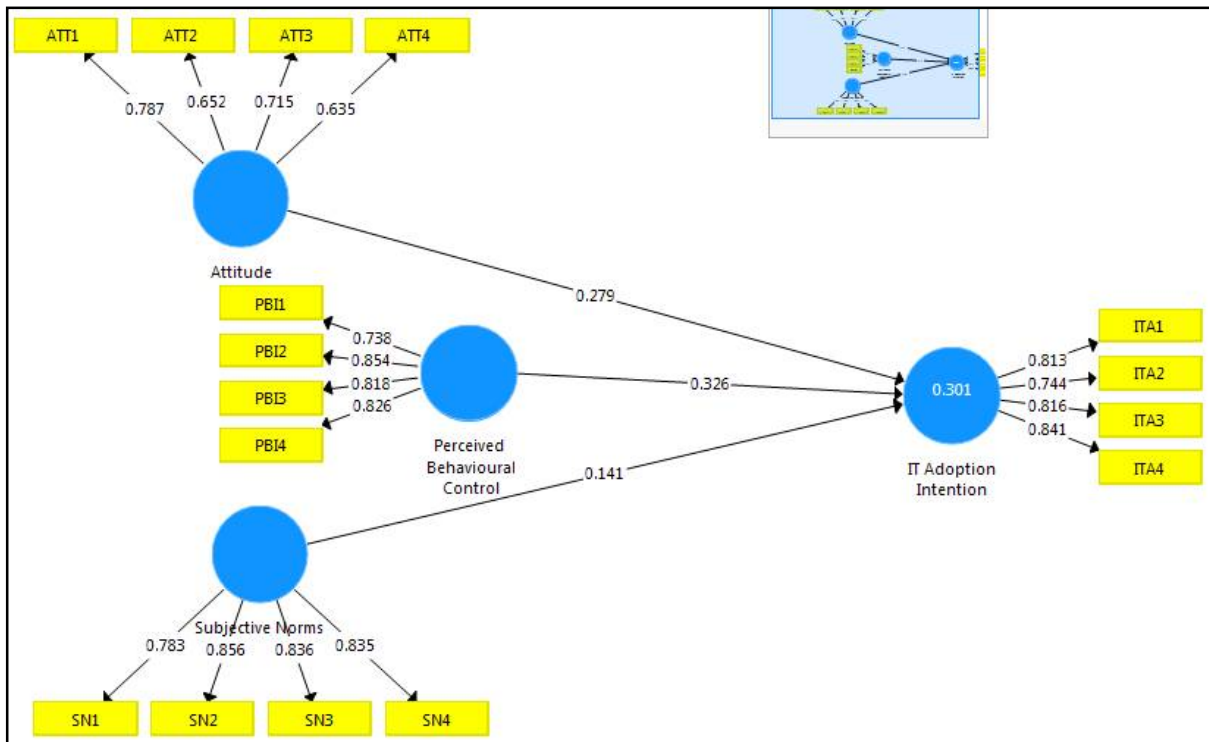 ATT1 ATT2 ATT3 ATT4
0.787 0.652 0.715 0.635
Attitude
0.279
PBI1
PBI2
PBI3
PBI4
0.738
0.854
0.818
0.826
Perceived
Behavioural
Control
0.326
0.141
0.301
IT Adoption
Intention
0.813
0.744
0.816
0.841
ITA1
ITA2
ITA3
ITA4
Subjective Norms
0.783 0.856 0.836 0.835
SN1 SN2 SN3 SN4